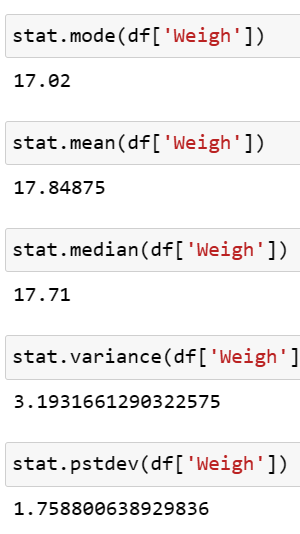 stat.mode(df['Weigh'])
17.02
stat.mean(df['Weigh'])
17.84875
stat.median(df['Weigh'])
17.71
stat.variance(df['Weigh']
3.1931661290322575
stat.pstdev(df['Weigh'])
1.758800638929836